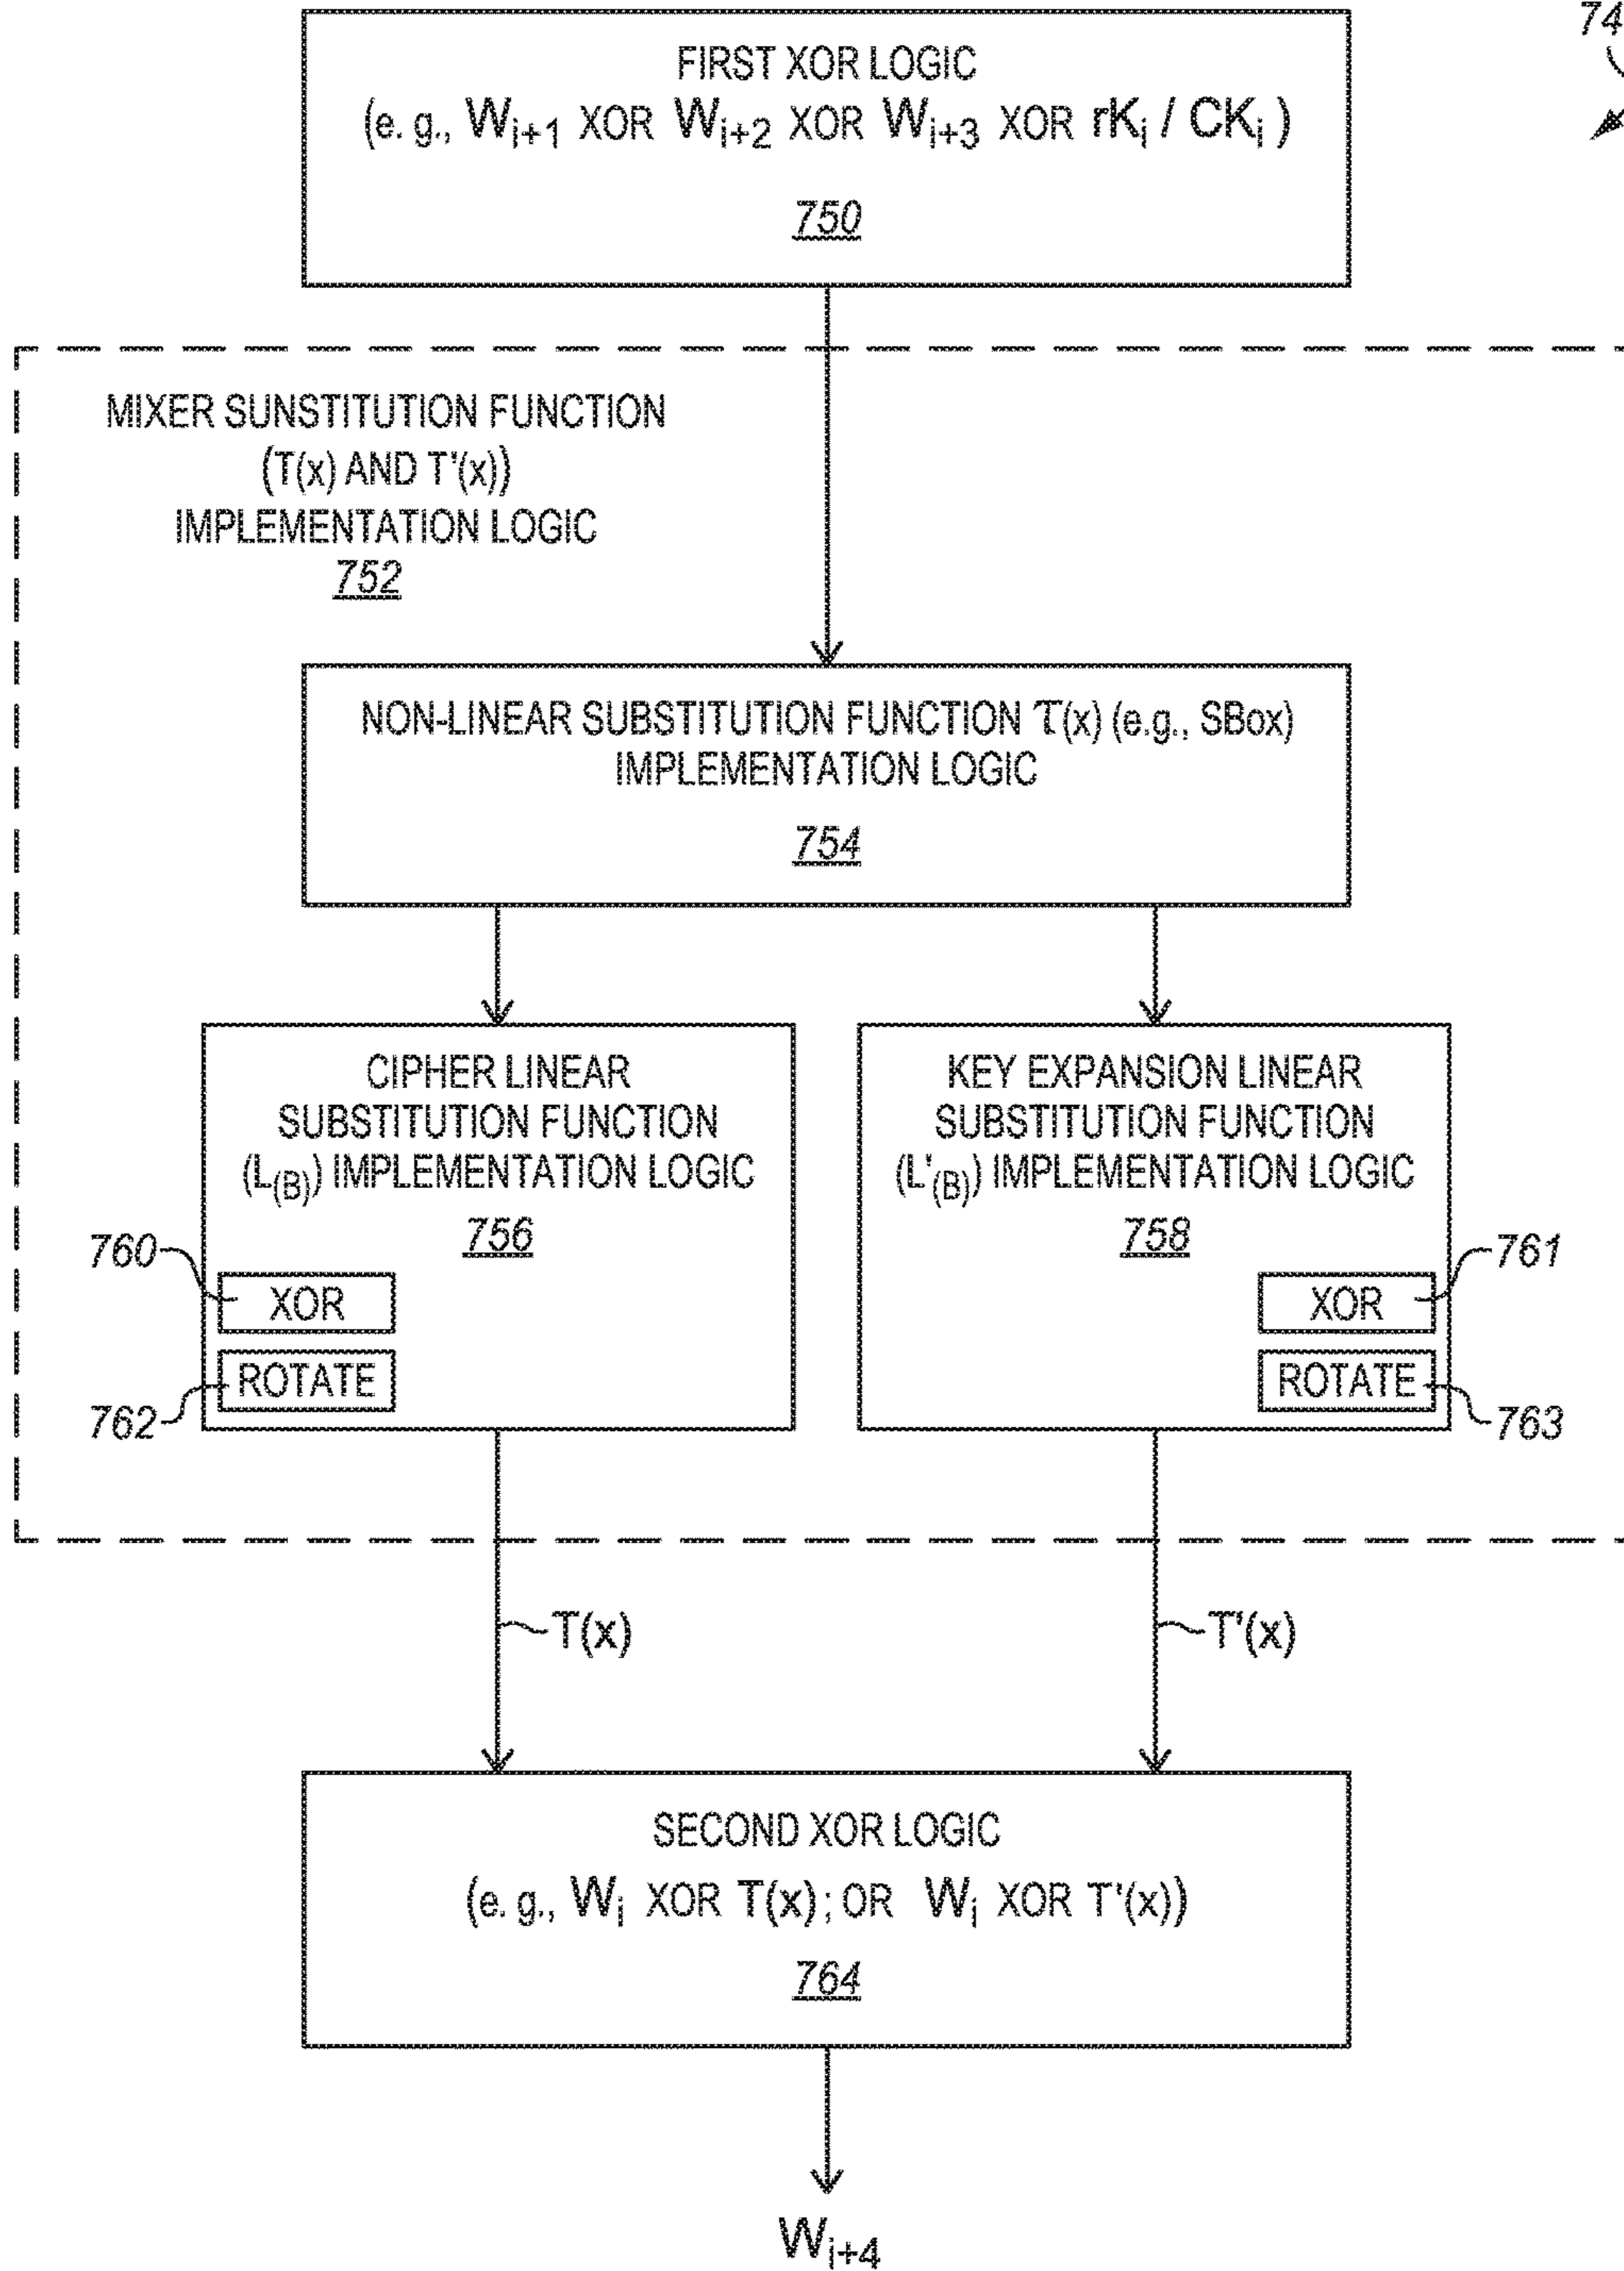 74
FIRST XOR LOGIC
(e. g., Wi+1 XOR Wi+2 XOR Wi+3 XOR rKi / CKi )
750
MIXER SUNSTITUTION FUNCTION
(T(x) AND T'(x))
IMPLEMENTATION LOGIC
752
NON-LINEAR SUBSTITUTION FUNCTION τ(x) (e.g., SBox)
IMPLEMENTATION LOGIC
754
CIPHER LINEAR
SUBSTITUTION FUNCTION
(L(B)) IMPLEMENTATION LOGIC
756
760
XOR
ROTATE
762
KEY EXPANSION LINEAR
SUBSTITUTION FUNCTION
(L'(B)) IMPLEMENTATION LOGIC
758
761
XOR
ROTATE
763
T(x)
T'(x)
SECOND XOR LOGIC
(e. g., Wi XOR T(x); OR Wi XOR T'(x))
764
Wi+4